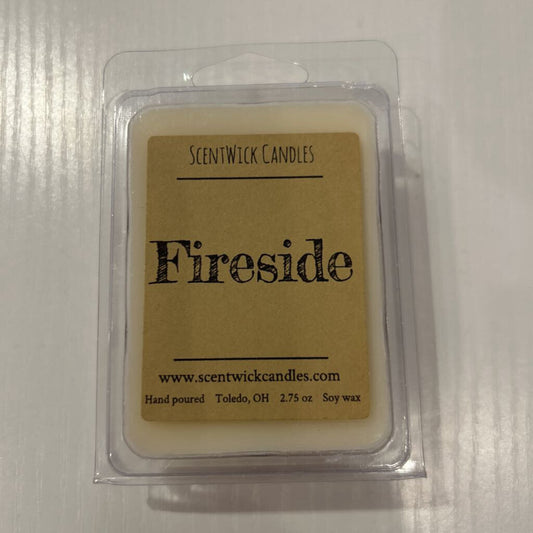 ScentWick Candles
Fireside
www.scentwickcandles.com
Hand poured Toledo, OH 2.75 oz Soy wax